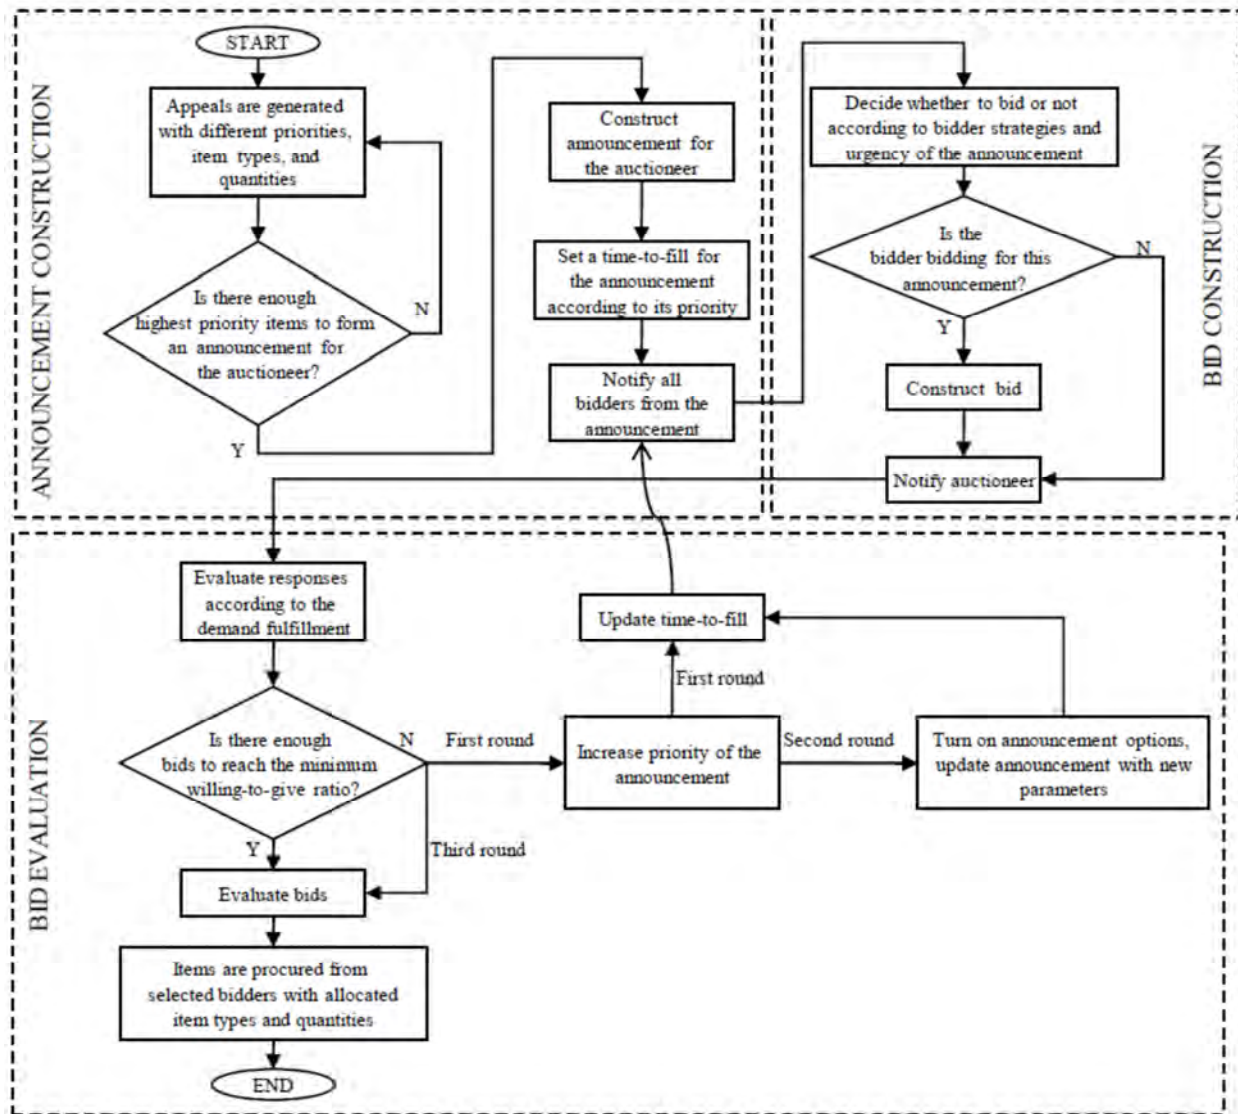 ANNOUNCEMENT CONSTRUCTION
START
Appeals are generated
with different priorities,
item types, and
quantities
Is there enough
highest priority items to form
an announcement for
the auctioneer?
N
Y
Construct
announcement for
the auctioneer
Set a time-to-fill for
the announcement
according to its priority
Notify all
bidders from the
announcement
BID CONSTRUCTION
Decide whether to bid or not
according to bidder strategies and
urgency of the announcement
Is the
bidder bidding for this
announcement?
N
Y
Construct bid
Notify auctioneer
BID EVALUATION
Evaluate responses
according to the
demand fulfillment
Is there enough
bids to reach the minimum
willing-to-give ratio?
N
First round
Y
Third round
Increase priority of the
announcement
First round
Update time-to-fill
Second round
Turn on announcement options,
update announcement with new
parameters
Evaluate bids
Items are procured from
selected bidders with allocated
item types and quantities
END